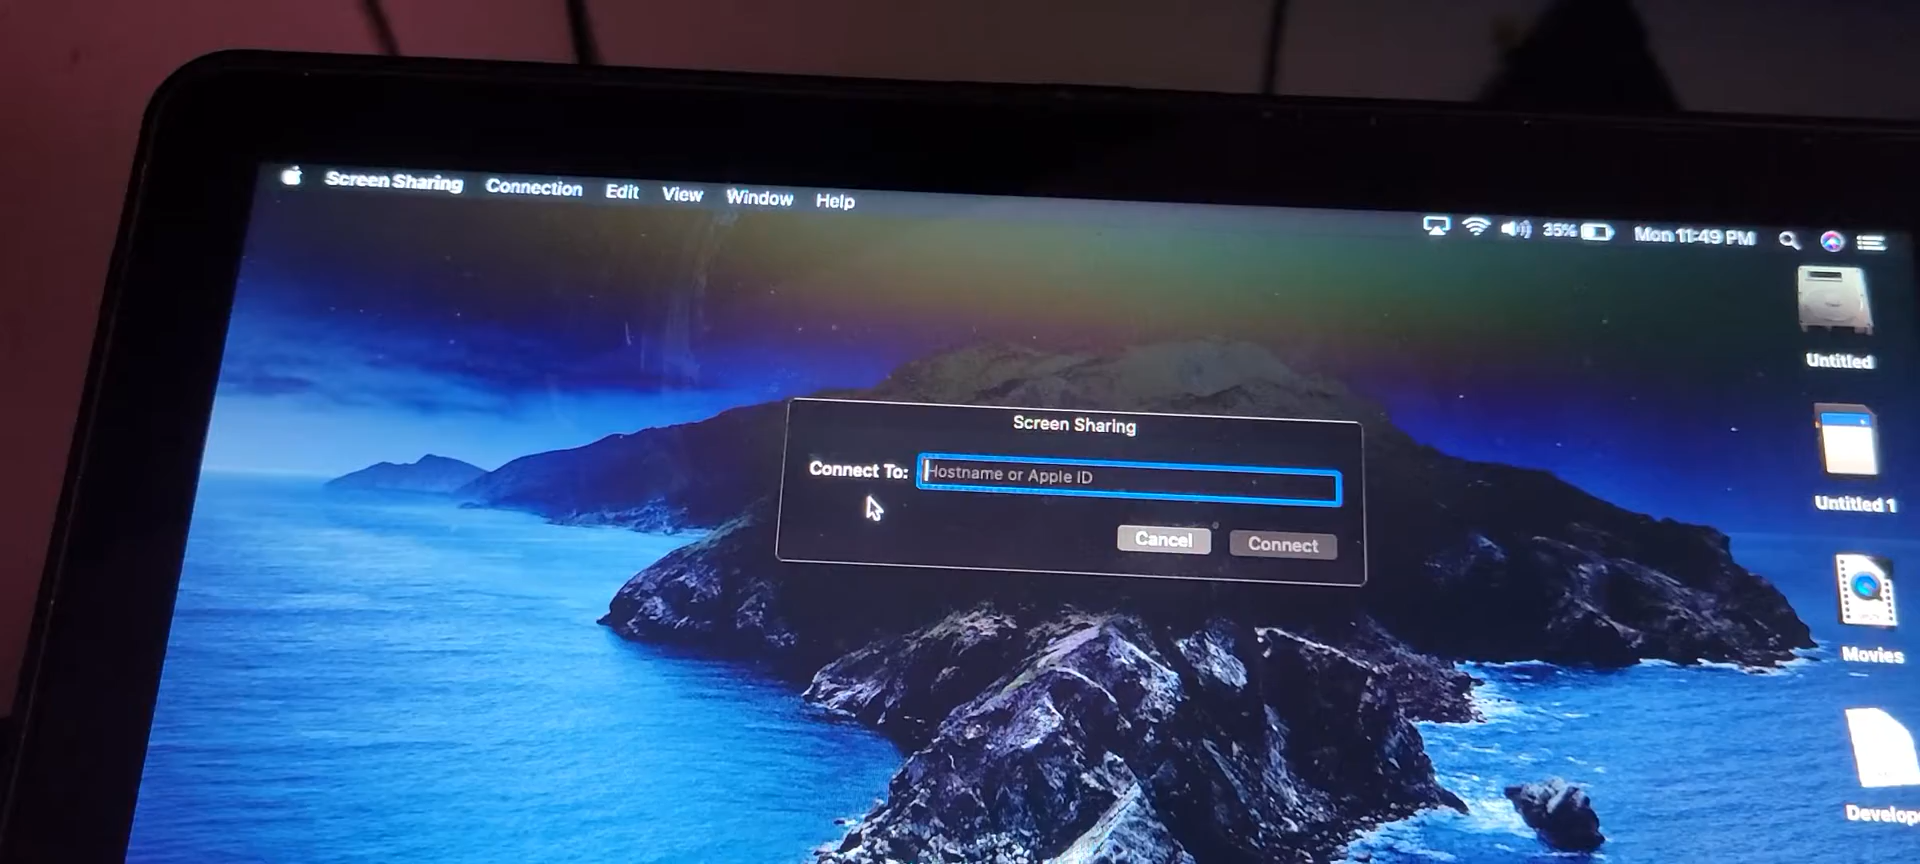 Screen Sharing Connection Edit View Window Help
35% Mon 11:49 PM
Untitled
Screen Sharing
Connect To: Hostname or Apple ID
Untitled 1
Cancel Connect
Movies
Develop